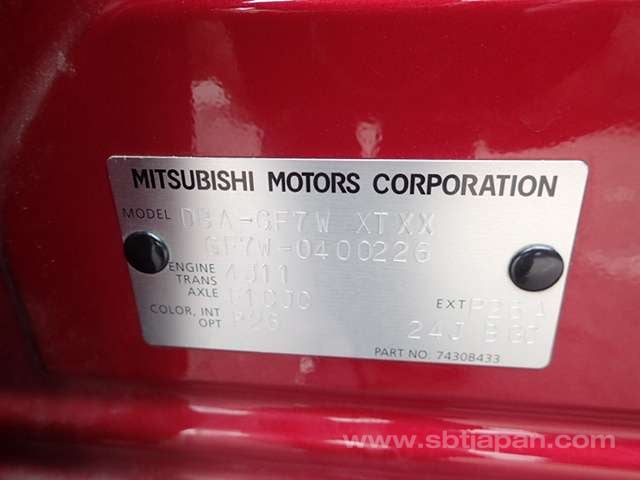 MITSUBISHI MOTORS CORPORATION
MODEL DBA-GF7W XTXX
GF7W-0400226
ENGINE 4J11
TRANS
AXLE
COLOR, INT EXT P26A
OPT P26 24J
PART NO. 7430B433
www.sbtjapan.com